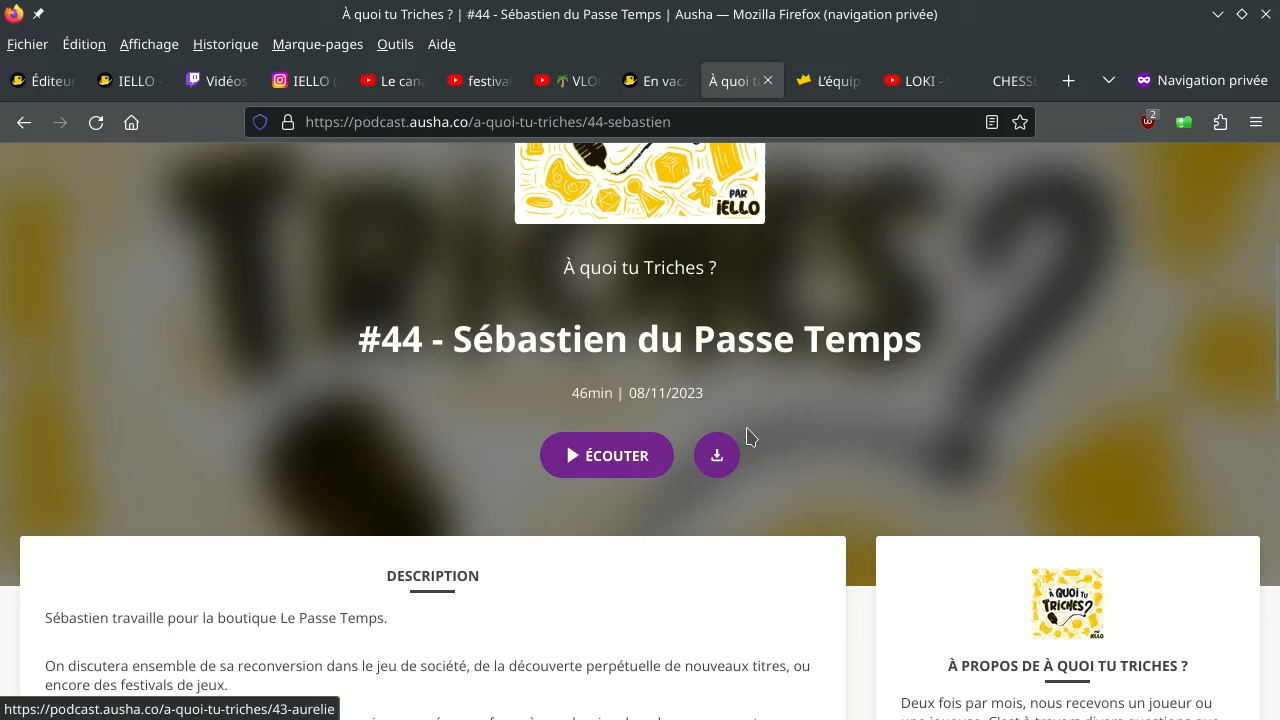 À quoi tu Triches ? | #44 - Sébastien du Passe Temps | Ausha — Mozilla Firefox (navigation privée)
Fichier Édition Affichage Historique Marque-pages Outils Aide
Éditeur IELLO - Vidéos IELLO ( Le cana festival VLO En vaca À quoi tu L'équip LOKI - CHESS Navigation privée
https://podcast.ausha.co/a-quoi-tu-triches/44-sebastien
2
PAR
IELLO
À quoi tu Triches ?
#44 - Sébastien du Passe Temps
46min | 08/11/2023
ÉCOUTER
DESCRIPTION
Sébastien travaille pour la boutique Le Passe Temps.
On discutera ensemble de sa reconversion dans le jeu de société, de la découverte perpétuelle de nouveaux titres, ou
encore des festivals de jeux.
À QUOI TU
TRICHES?
PAR IELLO
À PROPOS DE À QUOI TU TRICHES ?
Deux fois par mois, nous recevons un joueur ou
https://podcast.ausha.co/a-quoi-tu-triches/43-aurelie